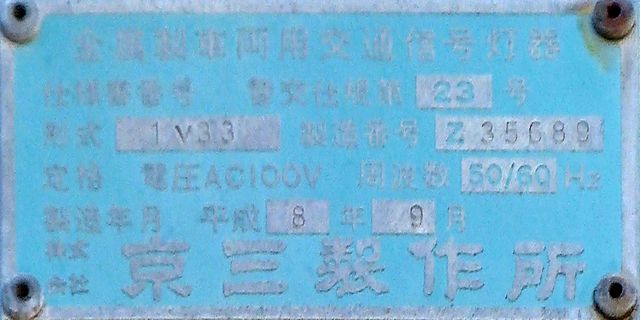 金属製車両用交通信号灯器
仕様書番号 警交仕規第 23 号
形式 1V33 製造番号 Z35689
定格 電圧AC100V 周波数 50/60 Hz
製造年月 平成 8 年 9 月
株式会社 京三製作所